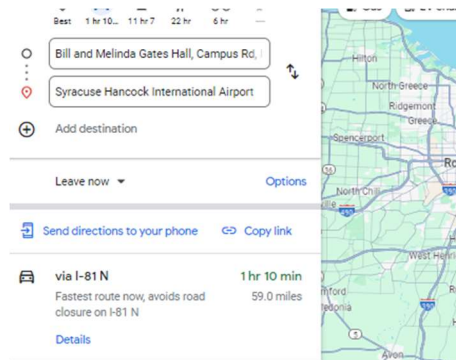 Best 1 hr 10... 11 hr 7 22 hr 6 hr
Bill and Melinda Gates Hall, Campus Rd,
Syracuse Hancock International Airport
Add destination
Leave now
Options
Send directions to your phone
Copy link
via I-81 N
1 hr 10 min
Fastest route now, avoids road
59.0 miles
closure on I-81 N
Details
Hilton
North Greece
Ridgemont
Greece
Spencerport
Ro
North Chili
490
West Henri
Avon